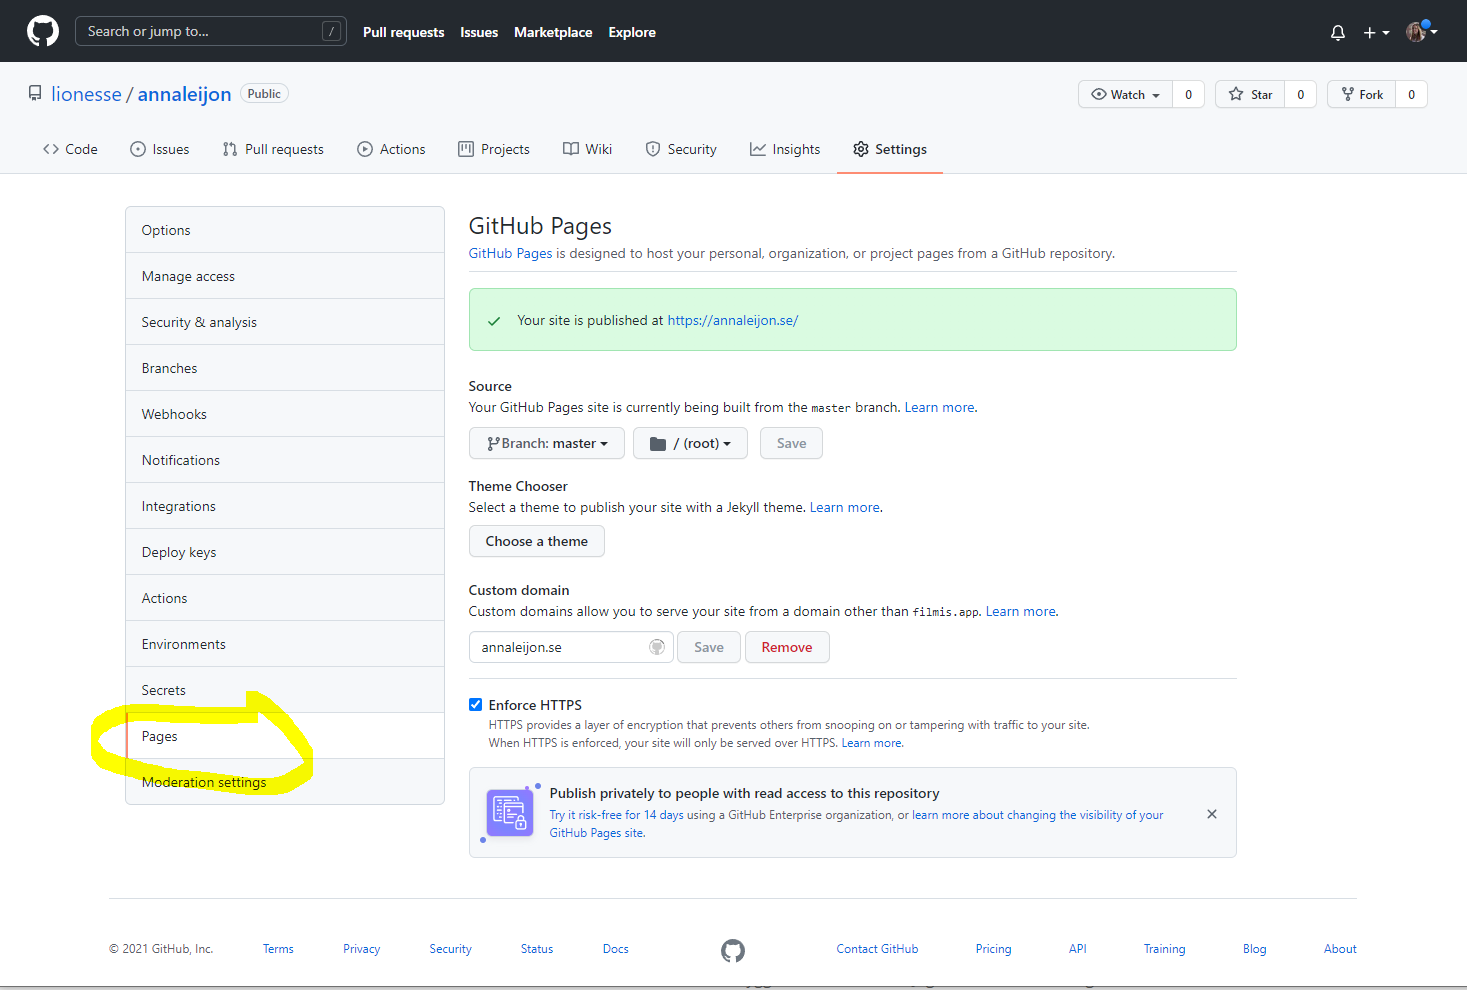 Search or jump to... /
Pull requests Issues Marketplace Explore
lionesse / annaleijon Public
Watch 0 Star 0 Fork 0
Code Issues Pull requests Actions Projects Wiki Security Insights Settings
Options
Manage access
Security & analysis
Branches
Webhooks
Notifications
Integrations
Deploy keys
Actions
Environments
Secrets
Pages
Moderation settings
GitHub Pages
GitHub Pages is designed to host your personal, organization, or project pages from a GitHub repository.
Your site is published at https://annaleijon.se/
Source
Your GitHub Pages site is currently being built from the master branch. Learn more.
Branch: master / (root) Save
Theme Chooser
Select a theme to publish your site with a Jekyll theme. Learn more.
Choose a theme
Custom domain
Custom domains allow you to serve your site from a domain other than filmis.app. Learn more.
annaleijon.se Save Remove
Enforce HTTPS
HTTPS provides a layer of encryption that prevents others from snooping on or tampering with traffic to your site.
When HTTPS is enforced, your site will only be served over HTTPS. Learn more.
Publish privately to people with read access to this repository
Try it risk-free for 14 days using a GitHub Enterprise organization, or learn more about changing the visibility of your
GitHub Pages site.
© 2021 GitHub, Inc. Terms Privacy Security Status Docs Contact GitHub Pricing API Training Blog About